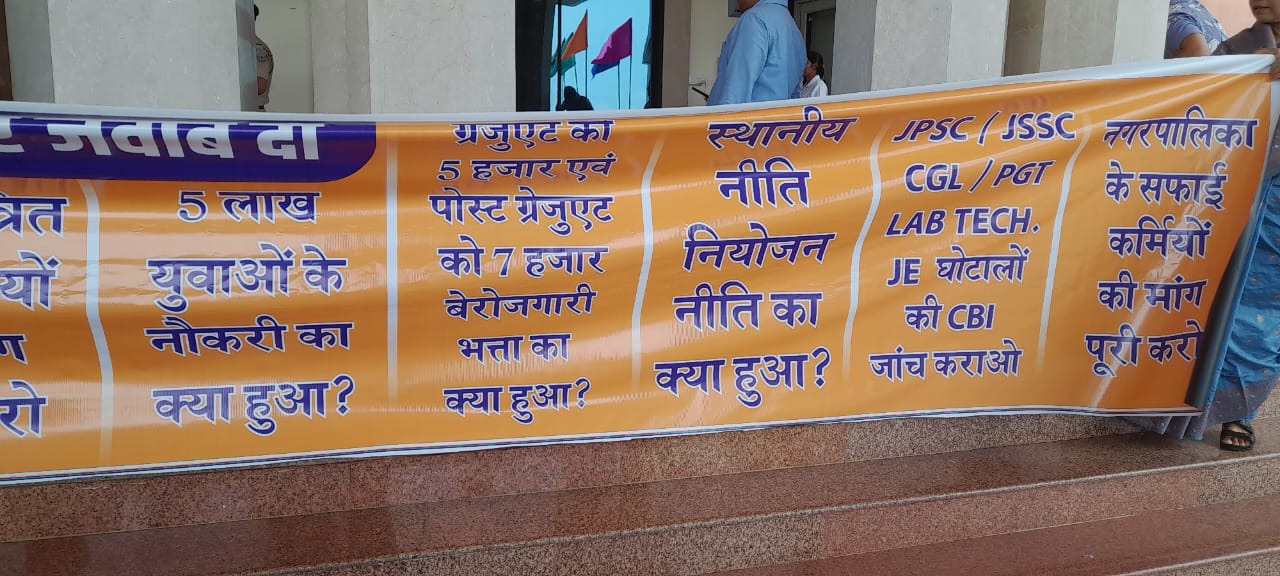 जवाब दो
5 लाख
युवाओं के
नौकरी का
क्या हुआ?
ग्रेजुएट को
5 हजार एवं
पोस्ट ग्रेजुएट
को 7 हजार
बेरोजगारी
भत्ता का
क्या हुआ?
स्थानीय
नीति
नियोजन
नीति का
क्या हुआ?
JPSC / JSSC
CGL / PGT
LAB TECH.
JE घोटालों
की CBI
जांच कराओ
नगरपालिका
के सफाई
कर्मियों
की मांग
पूरी करो